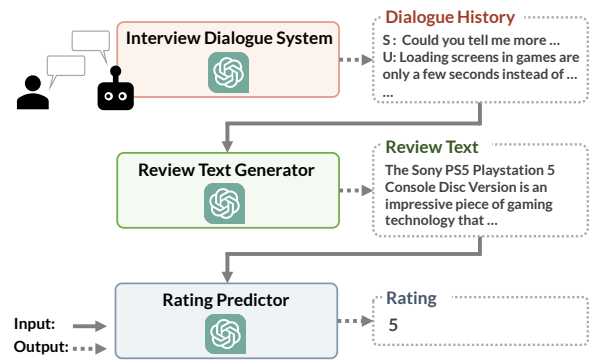 Interview Dialogue System
Dialogue History
S : Could you tell me more ...
U: Loading screens in games are
only a few seconds instead of ...
...
Review Text Generator
Review Text
The Sony PS5 Playstation 5
Console Disc Version is an
impressive piece of gaming
technology that ...
Rating Predictor
Rating
5
Input:
Output: